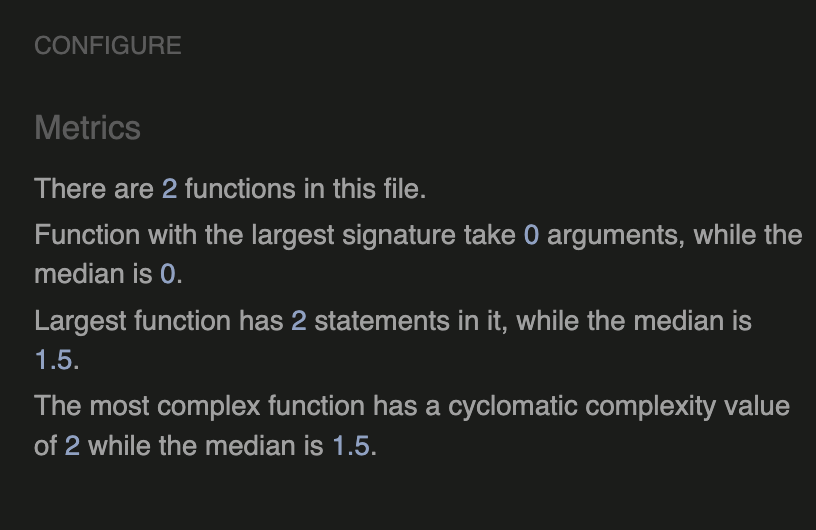 CONFIGURE
Metrics
There are 2 functions in this file.
Function with the largest signature take 0 arguments, while the
median is 0.
Largest function has 2 statements in it, while the median is
1.5.
The most complex function has a cyclomatic complexity value
of 2 while the median is 1.5.